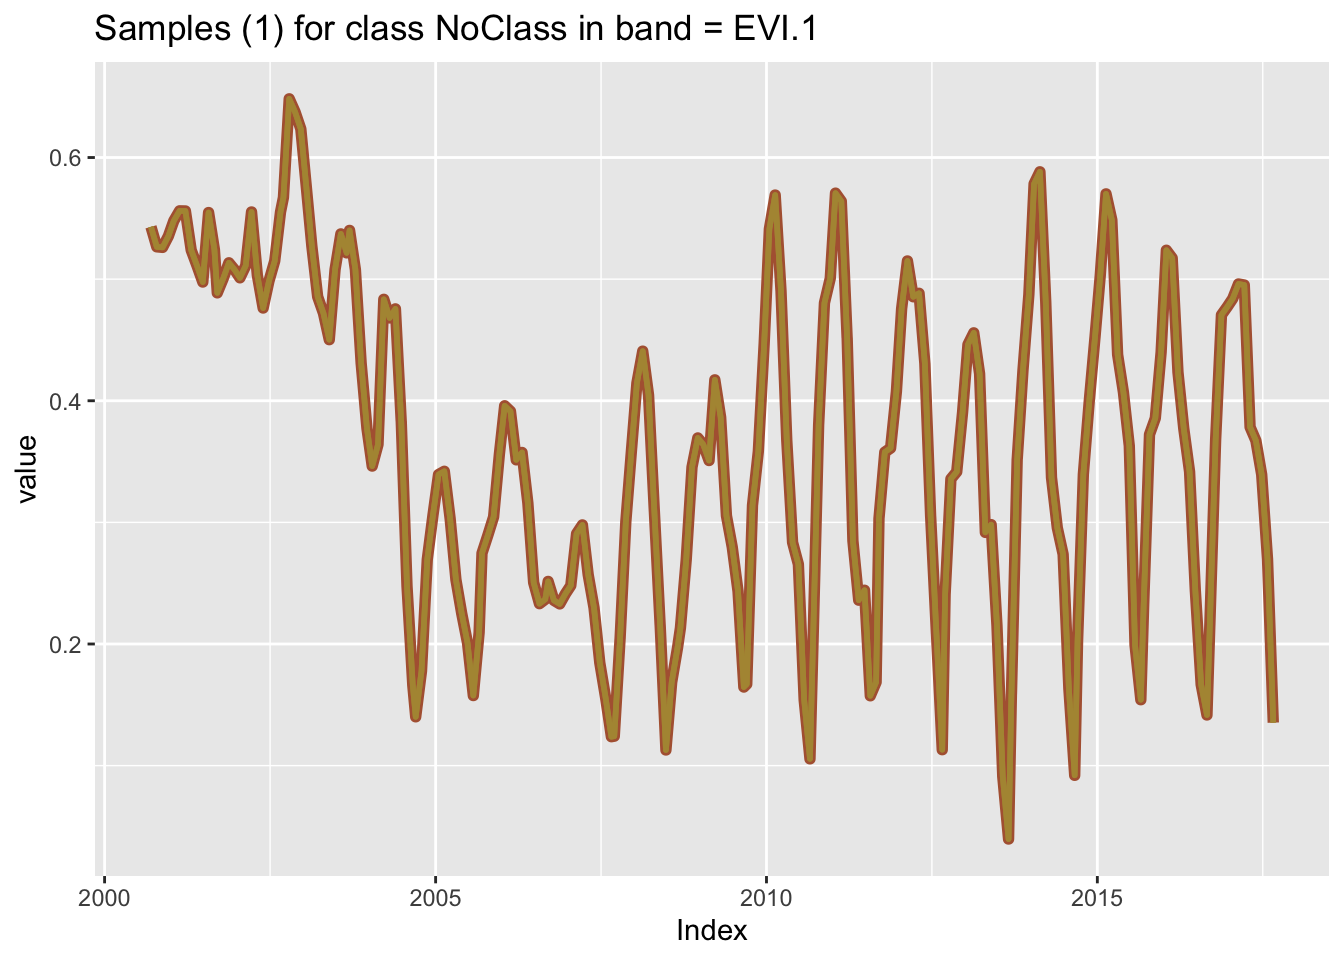 Samples (1) for class NoClass in band = EVI.1
value
0.6
0.4
0.2
2000 2005 2010 2015
Index